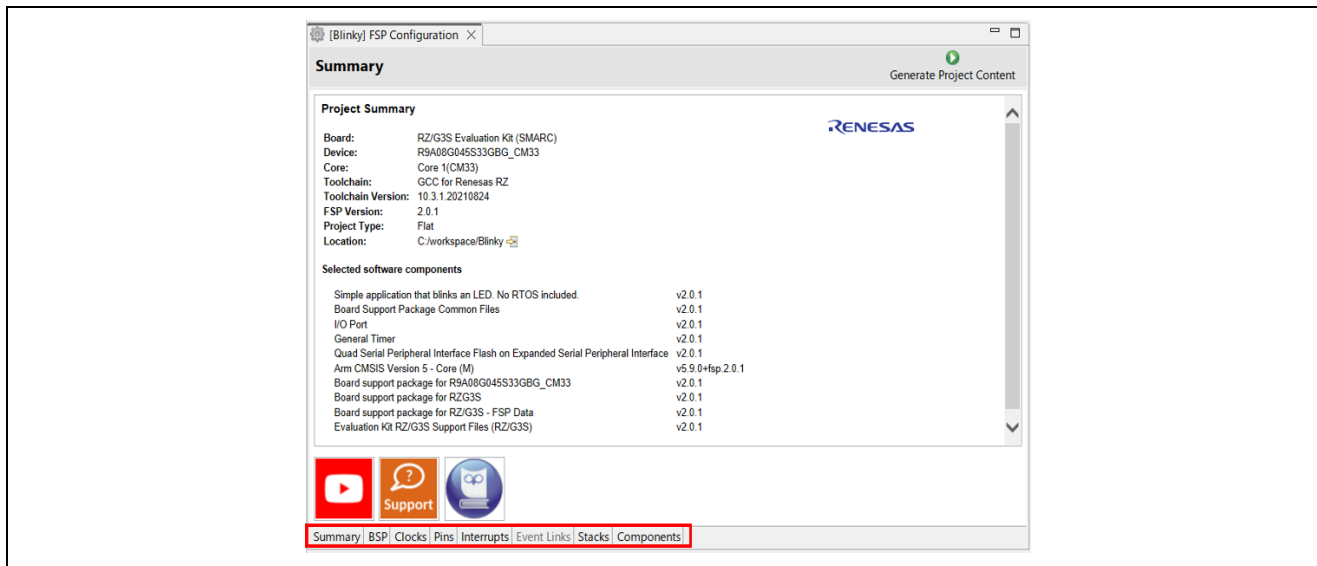 [Blinky] FSP Configuration
Summary
Generate Project Content
Project Summary
RENESAS
Board: RZ/G3S Evaluation Kit (SMARC)
Device: R9A08G045S33GBG_CM33
Core: Core 1(CM33)
Toolchain: GCC for Renesas RZ
Toolchain Version: 10.3.1.20210824
FSP Version: 2.0.1
Project Type: Flat
Location: C:/workspace/Blinky
Selected software components
Simple application that blinks an LED. No RTOS included. v2.0.1
Board Support Package Common Files v2.0.1
I/O Port v2.0.1
General Timer v2.0.1
Quad Serial Peripheral Interface Flash on Expanded Serial Peripheral Interface v2.0.1
Arm CMSIS Version 5 - Core (M) v5.9.0+fsp.2.0.1
Board support package for R9A08G045S33GBG_CM33 v2.0.1
Board support package for RZG3S v2.0.1
Board support package for RZ/G3S - FSP Data v2.0.1
Evaluation Kit RZ/G3S Support Files (RZ/G3S) v2.0.1
?
Support
Summary BSP Clocks Pins Interrupts Event Links Stacks Components